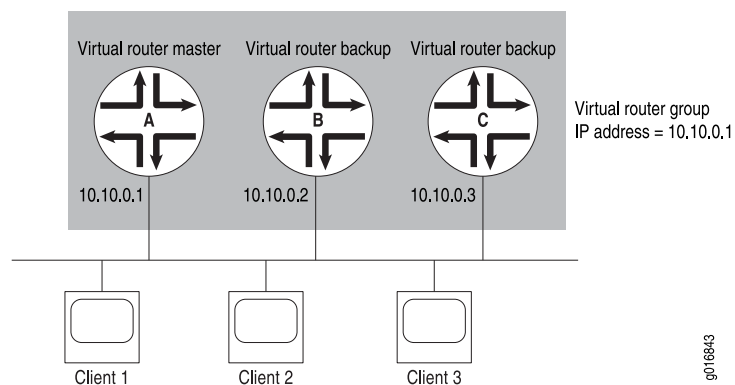 Virtual router master
Virtual router backup
Virtual router backup
A
B
C
Virtual router group
IP address = 10.10.0.1
10.10.0.1
10.10.0.2
10.10.0.3
Client 1
Client 2
Client 3
g016843